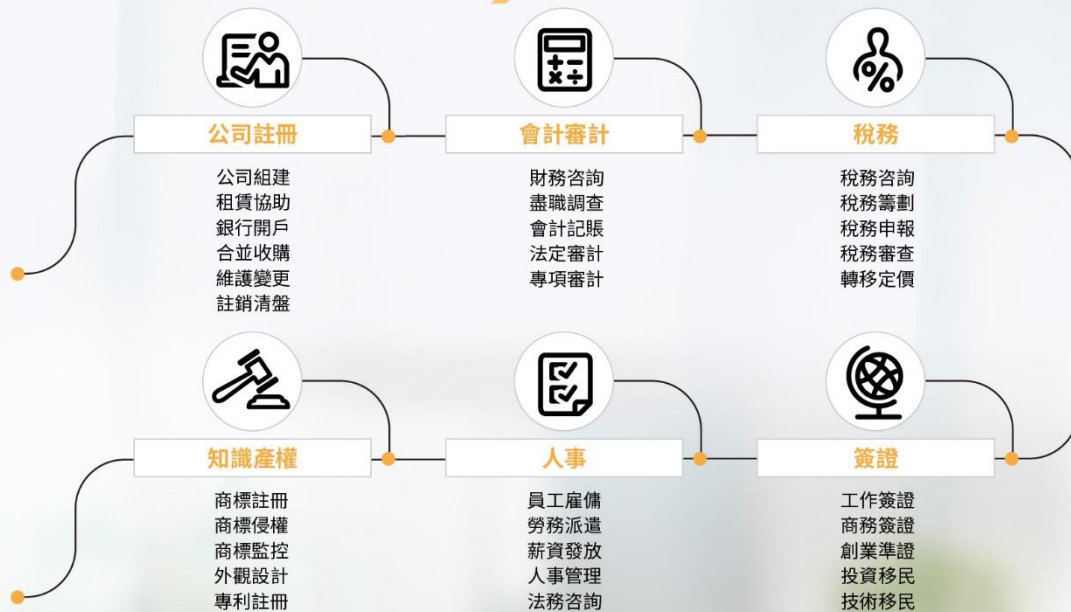 公司註冊
公司組建
租賃協助
銀行開戶
合並收購
維護變更
註銷清盤
會計審計
財務咨詢
盡職調查
會計記賬
法定審計
專項審計
稅務
稅務咨詢
稅務籌劃
稅務申報
稅務審查
轉移定價
知識產權
商標註冊
商標侵權
商標監控
外觀設計
專利註冊
人事
員工雇傭
勞務派遣
薪資發放
人事管理
法務咨詢
簽證
工作簽證
商務簽證
創業準證
投資移民
技術移民